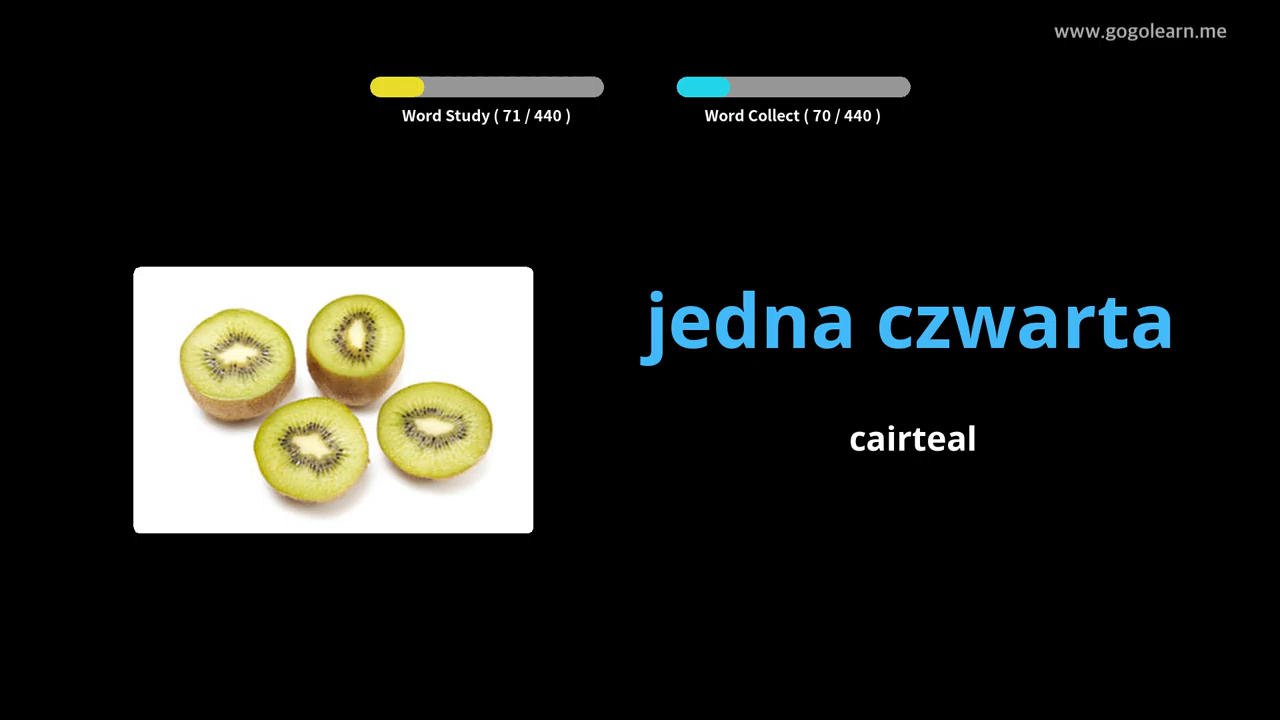 www.gogolearn.me
Word Study ( 71 / 440 )
Word Collect ( 70 / 440 )
jedna czwarta
cairteal